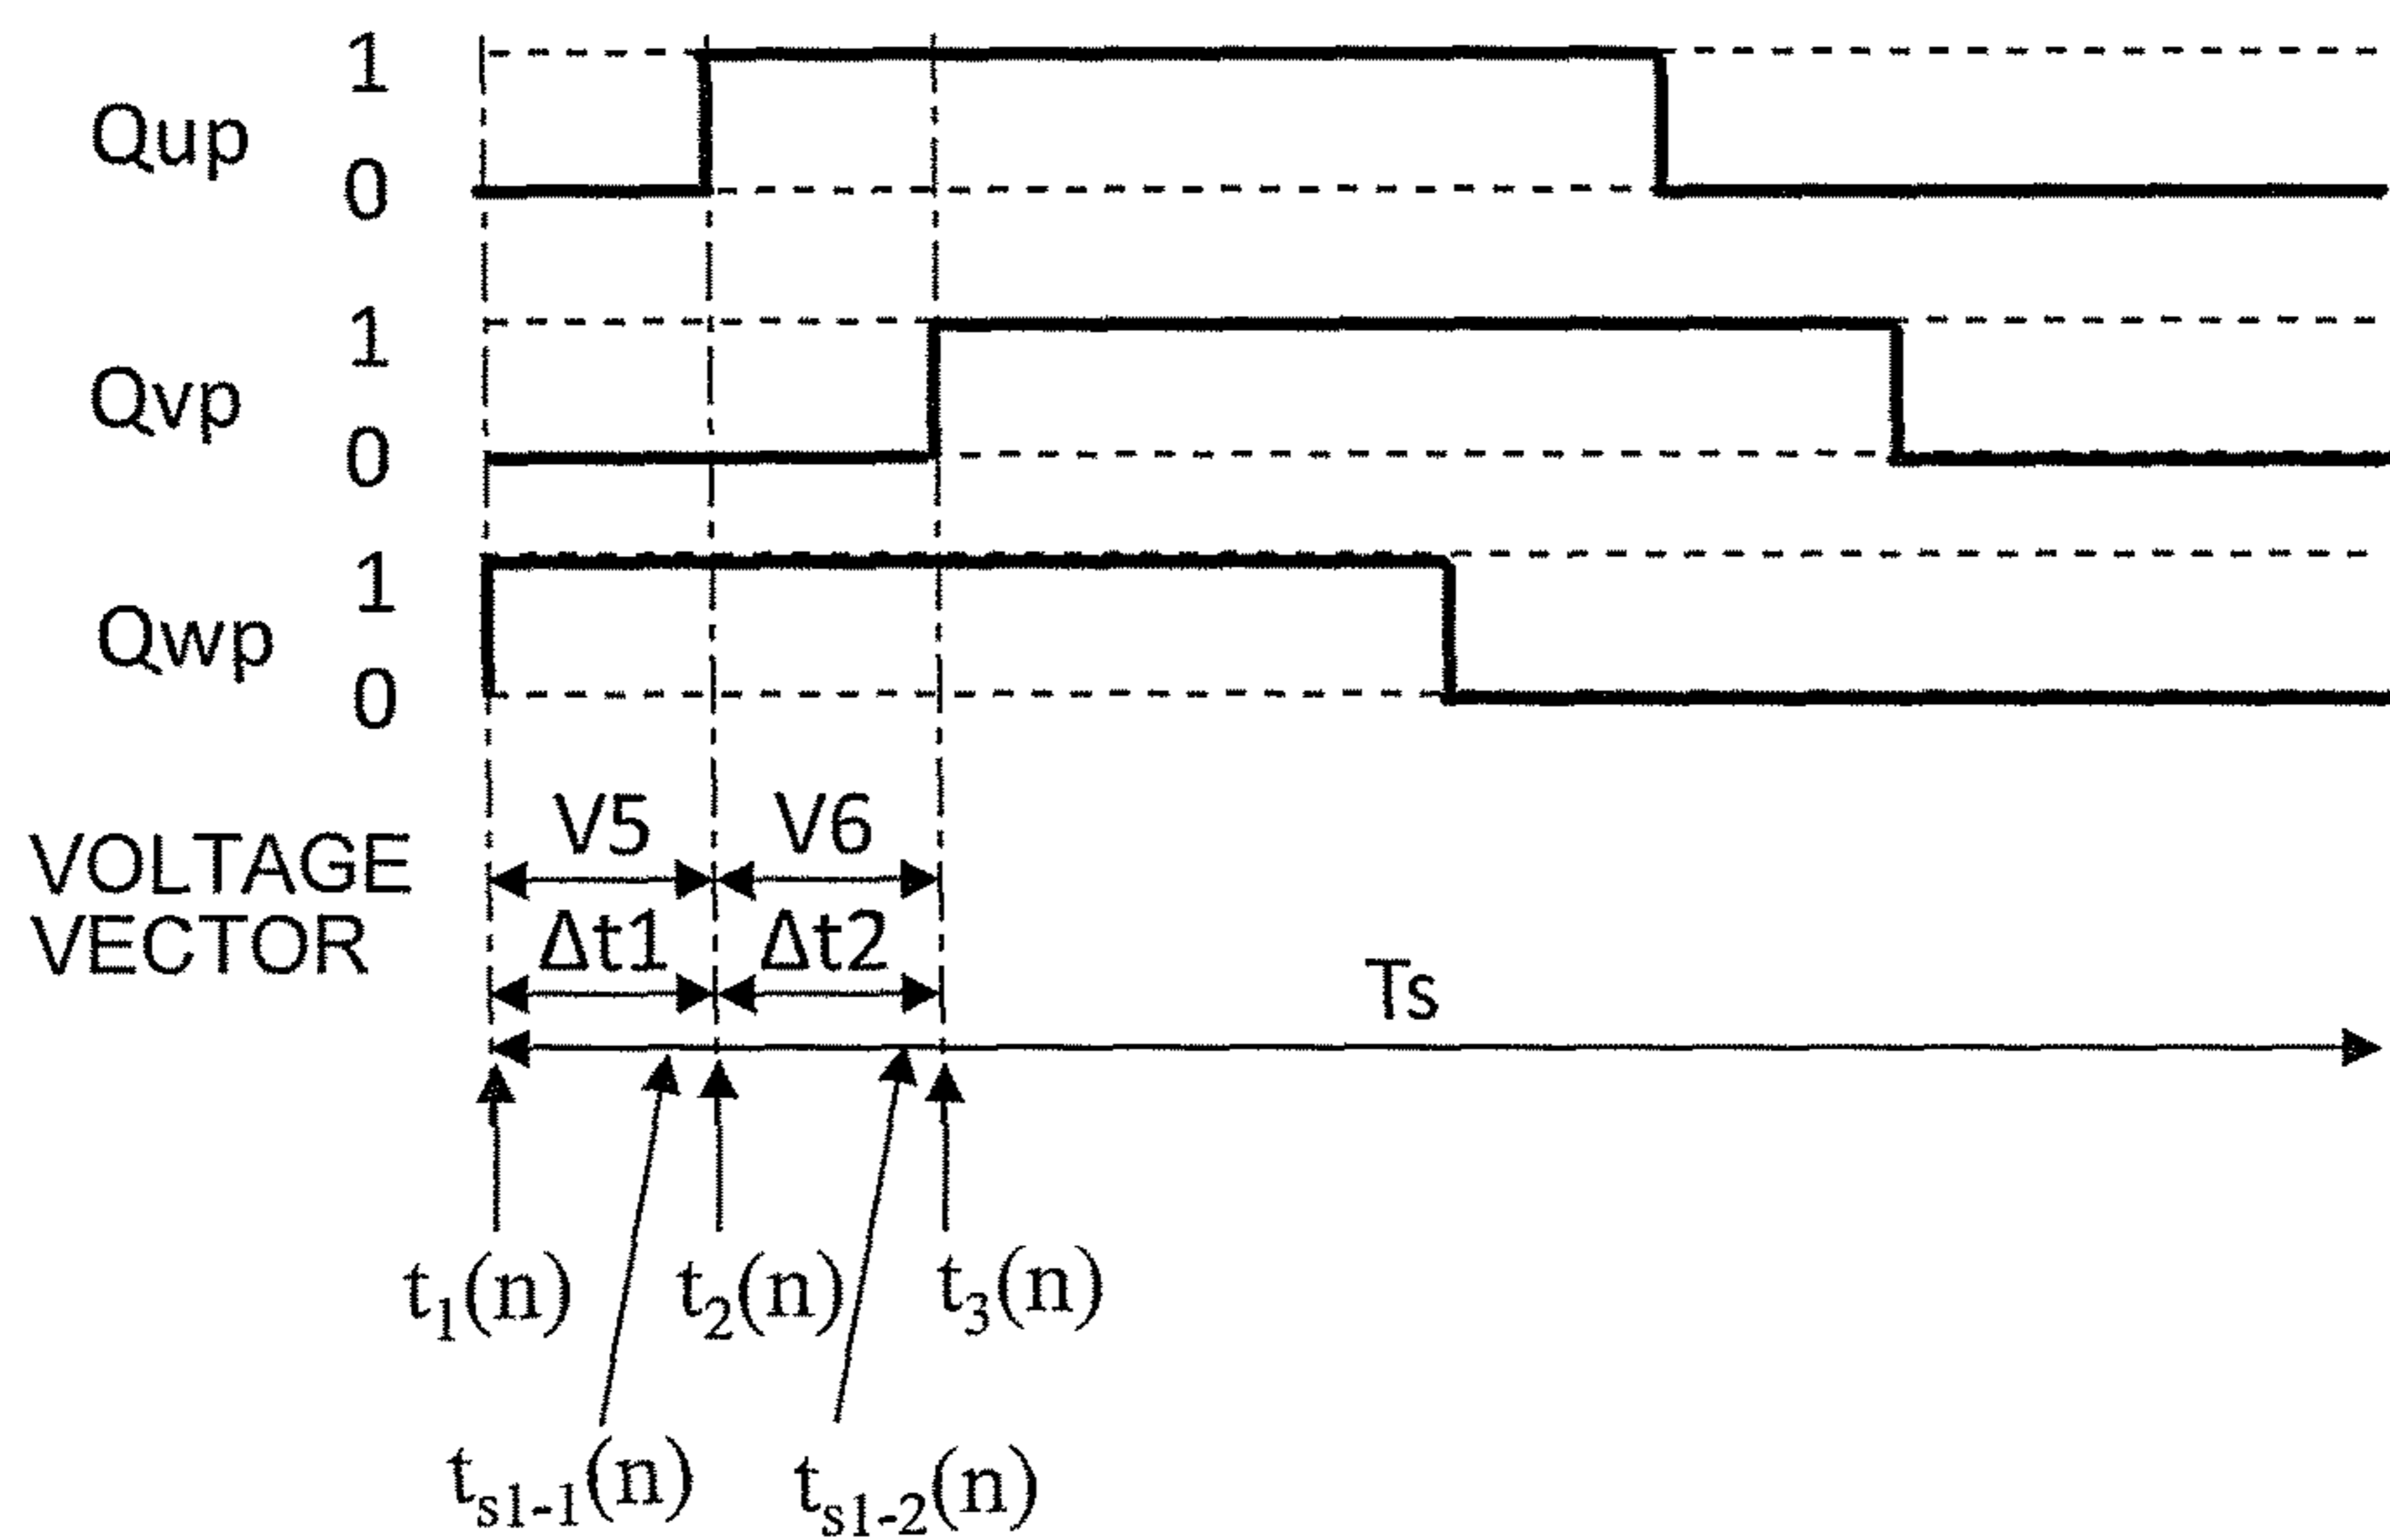 1
Qup
0
1
Qvp
0
1
Qwp
0
V5 V6
VOLTAGE
VECTOR
Δt1 Δt2
Ts
t1(n) t2(n) t3(n)
ts1-1(n) ts1-2(n)